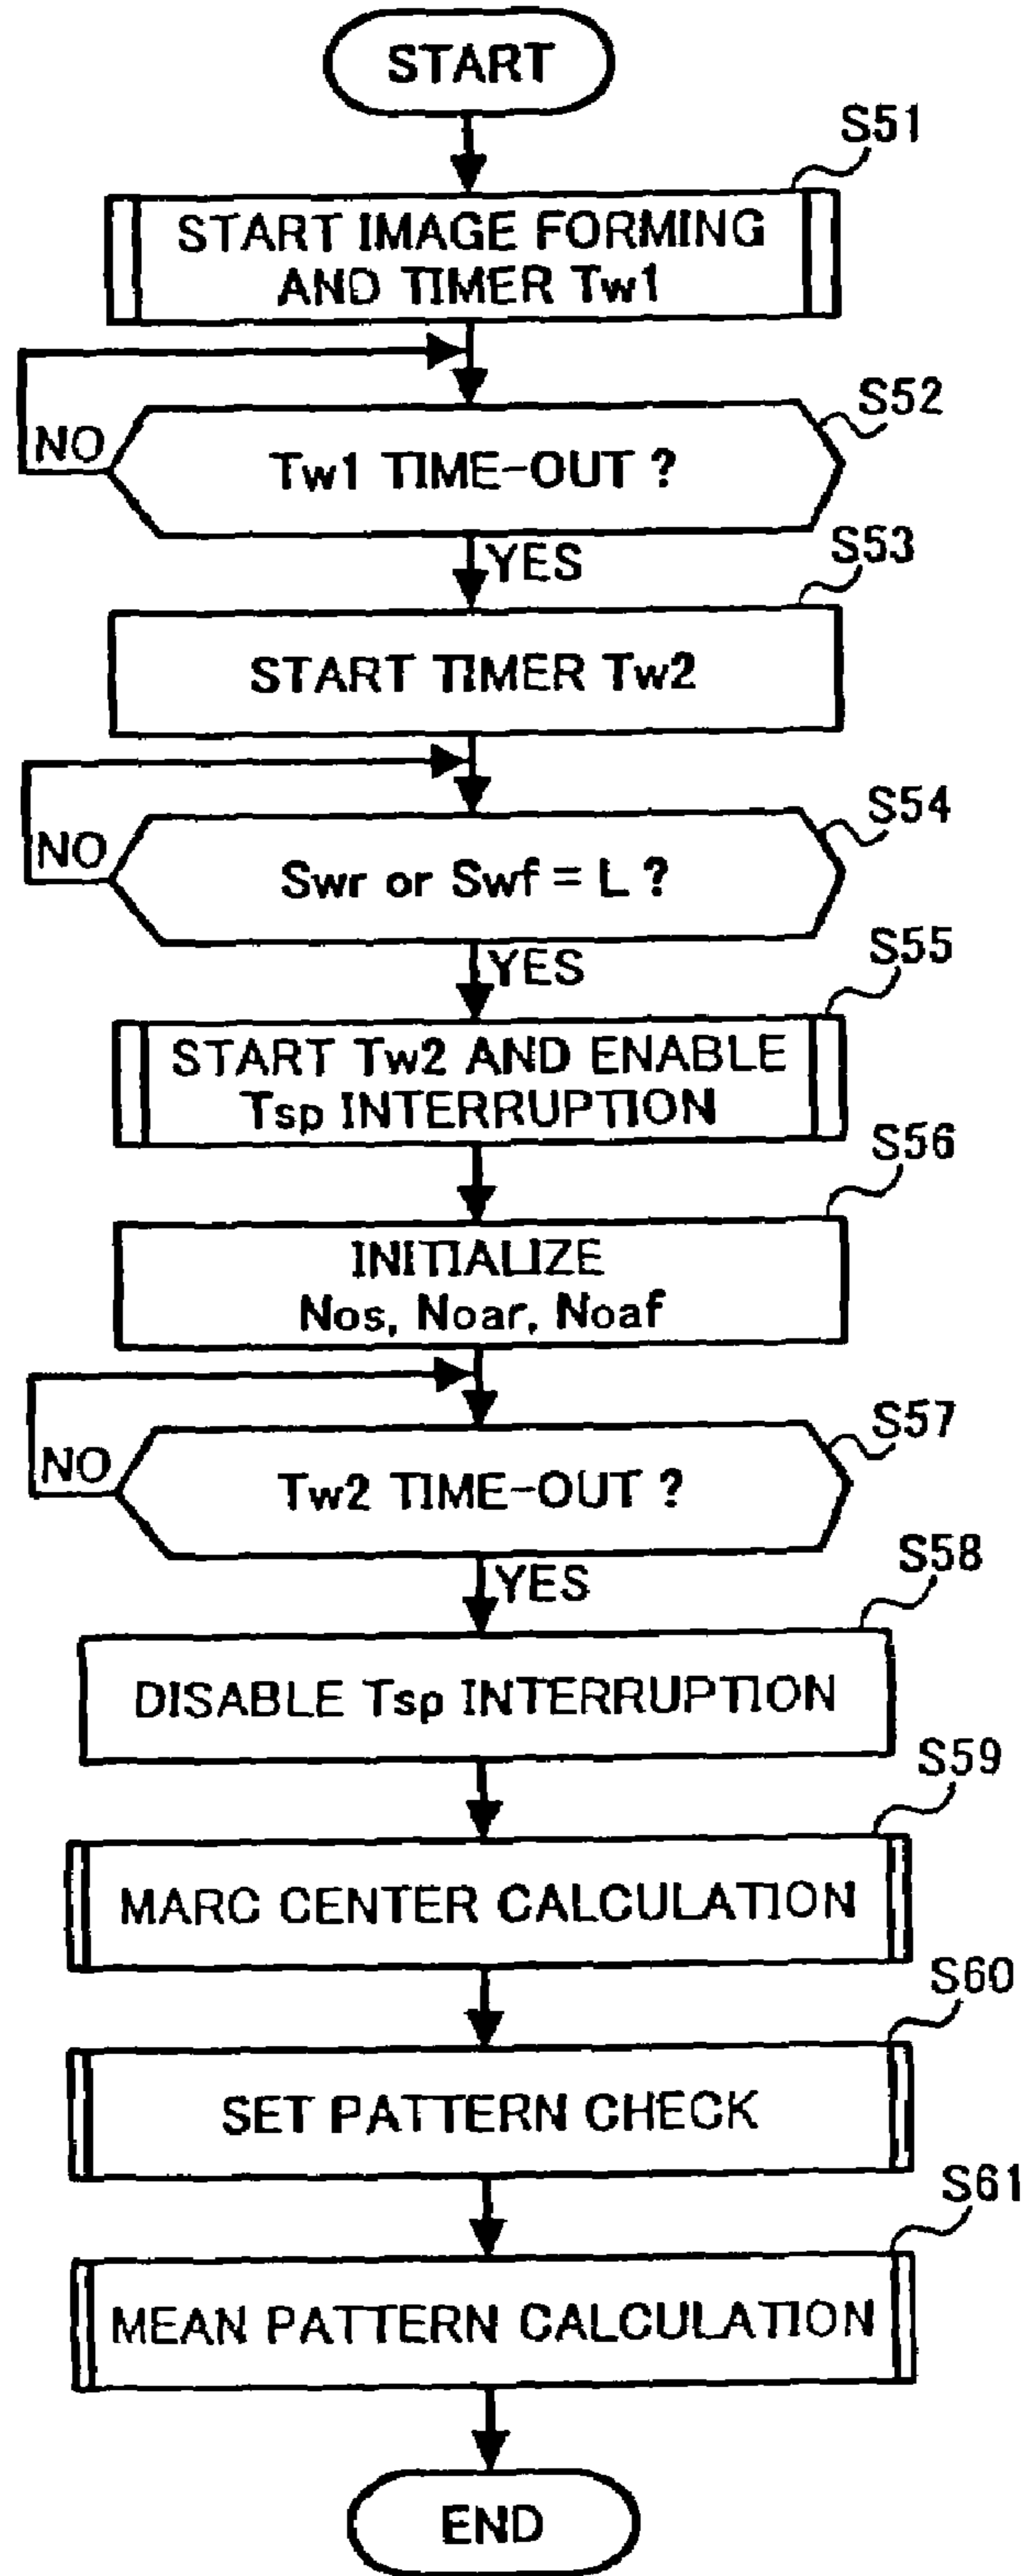 START
S51
START IMAGE FORMING
AND TIMER Tw1
S52
NO
Tw1 TIME-OUT ?
YES
S53
START TIMER Tw2
S54
NO
Swr or Swf = L ?
YES
S55
START Tw2 AND ENABLE
Tsp INTERRUPTION
S56
INITIALIZE
Nos, Noar, Noaf
S57
NO
Tw2 TIME-OUT ?
YES
S58
DISABLE Tsp INTERRUPTION
S59
MARC CENTER CALCULATION
S60
SET PATTERN CHECK
S61
MEAN PATTERN CALCULATION
END